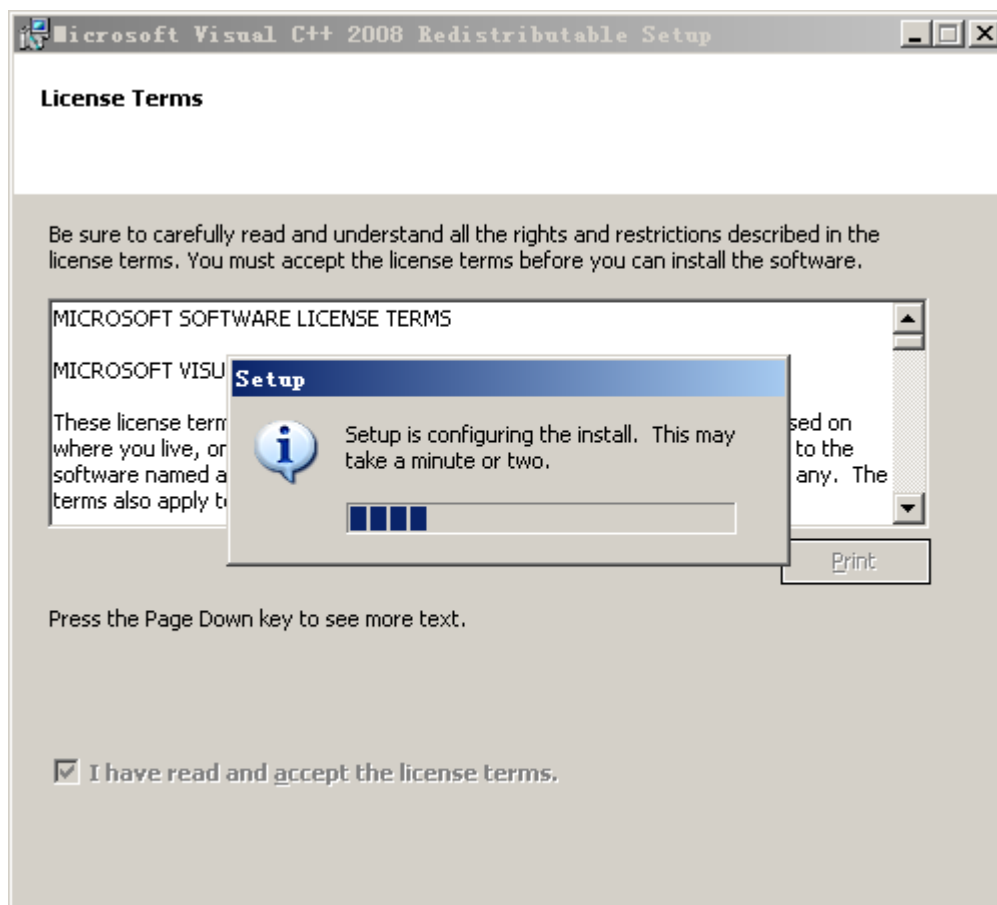 Microsoft Visual C++ 2008 Redistributable Setup
License Terms
Be sure to carefully read and understand all the rights and restrictions described in the
license terms. You must accept the license terms before you can install the software.
MICROSOFT SOFTWARE LICENSE TERMS
MICROSOFT VISU
Setup
These license term
sed on
Setup is configuring the install. This may
where you live, or
to the
take a minute or two.
software named a
any. The
terms also apply
Print
Press the Page Down key to see more text.
I have read and accept the license terms.